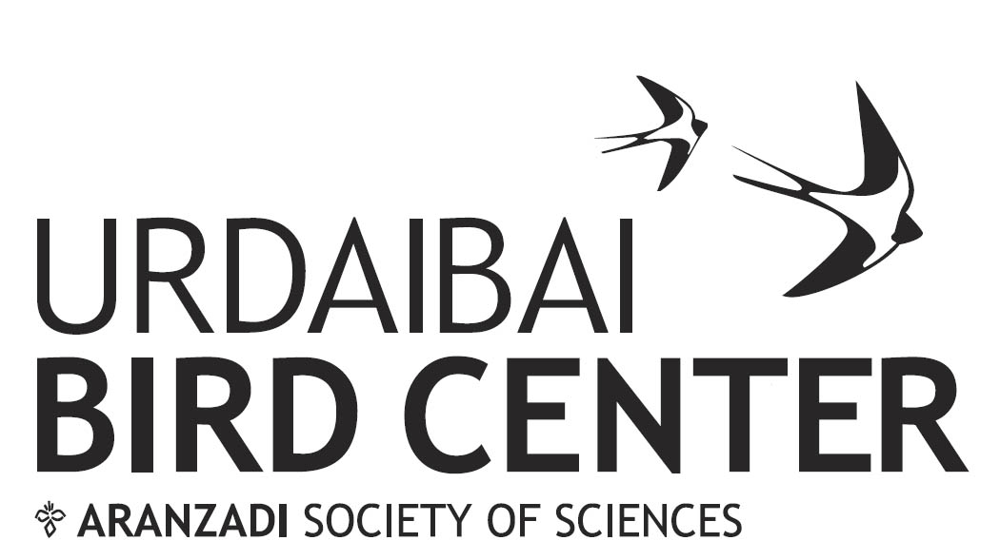 URDAIBAI
BIRD CENTER
ARANZADI SOCIETY OF SCIENCES